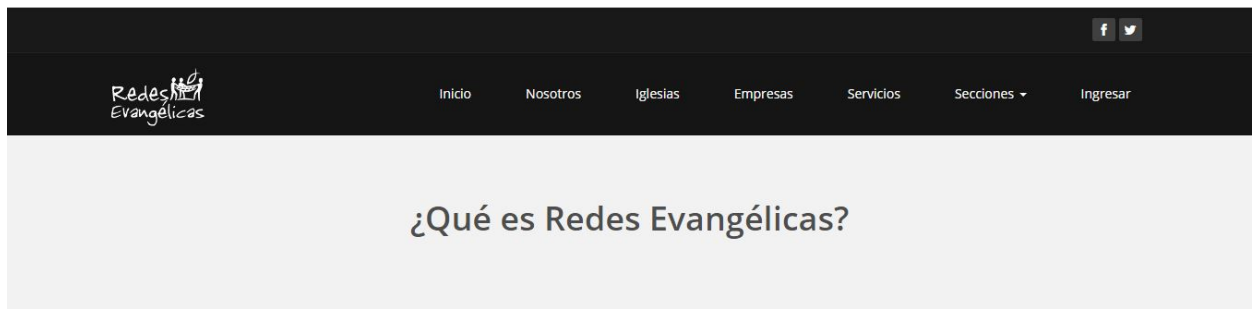 Redes
Evangélicas
Inicio Nosotros Iglesias Empresas Servicios Secciones Ingresar
¿Qué es Redes Evangélicas?